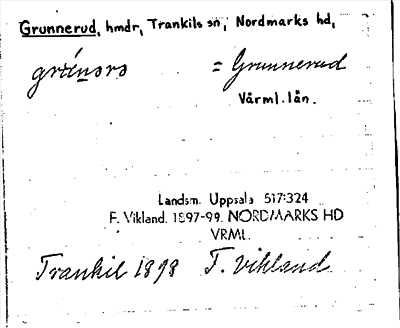 Grunnerud, hmdr, Trankils sn, Nordmarks hd,
= Grunnerud
Värml. län.
Landsm. Uppsala 517:324
F. Vikland. 1897-99. NORDMARKS HD
VRML.
Trankil 1898 F. Vikland